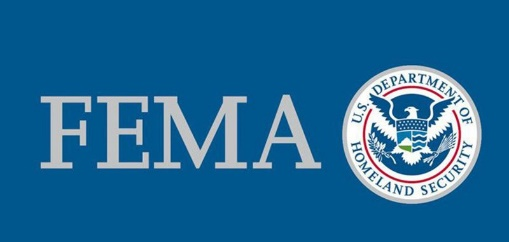 FEMA
U.S. DEPARTMENT OF
HOMELAND SECURITY